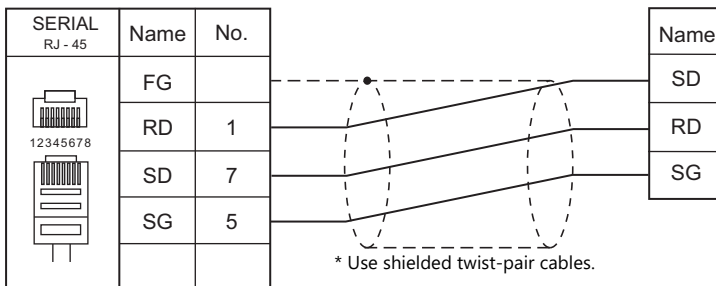 SERIAL Name No. Name
RJ - 45
FG SD
RD 1 RD
12345678
SD 7 SG
SG 5
* Use shielded twist-pair cables.